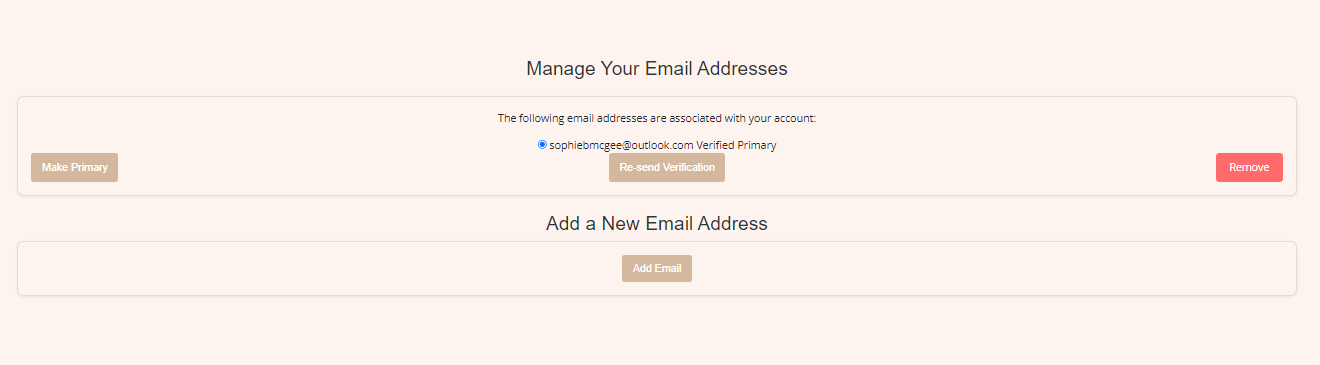 Manage Your Email Addresses
The following email addresses are associated with your account:
sophiebmcgee@outlook.com Verified Primary
Make Primary
Re-send Verification
Remove
Add a New Email Address
Add Email